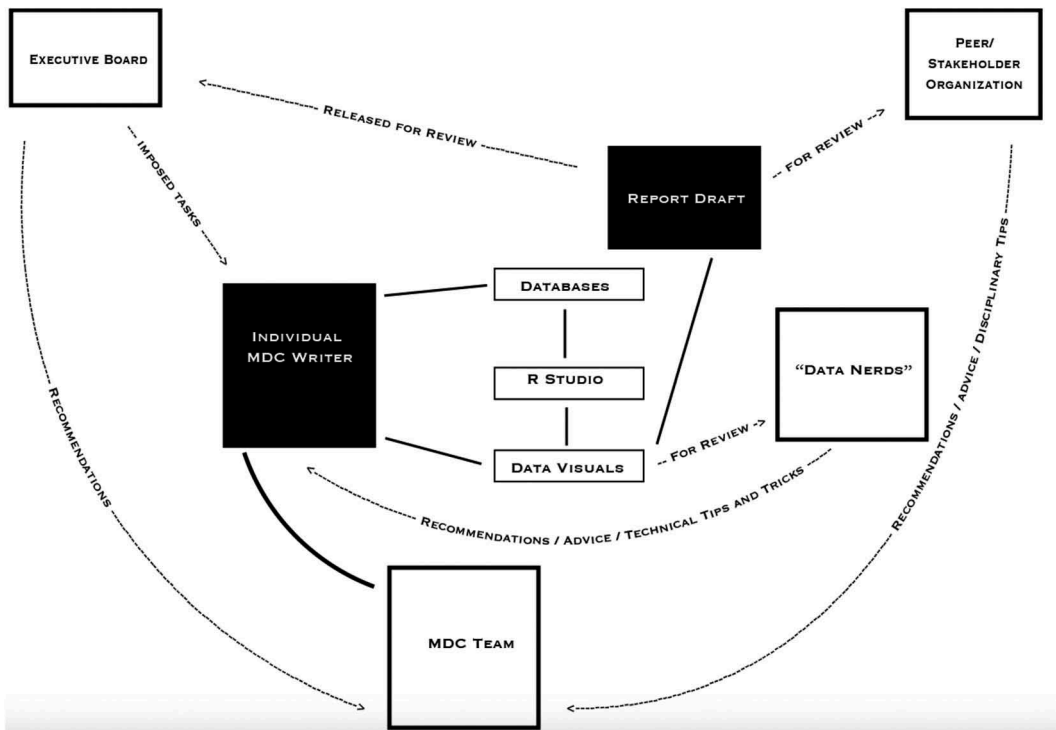 Executive Board
Peer/
Stakeholder
Organization
Released for Review
For review
Imposed tasks
Report Draft
Databases
Individual
MDC Writer
R Studio
"Data Nerds"
Data Visuals
For Review
Recommendations / Advice / Technical Tips and Tricks
Recommendations
Recommendations / advice / Disciplinary Tips
MDC Team